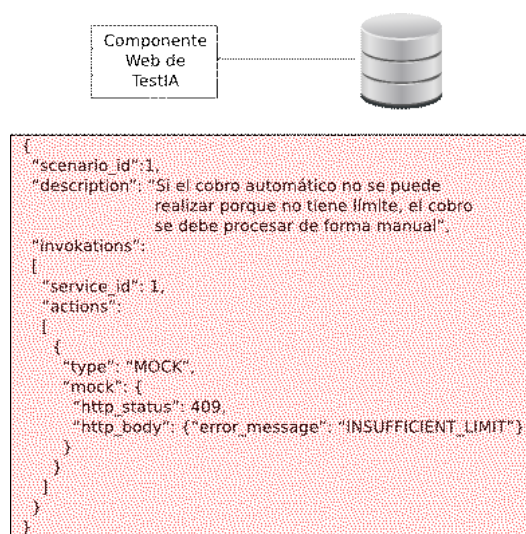 Componente
Web de
TestIA
{
"scenario_id":1,
"description": "Si el cobro automático no se puede
realizar porque no tiene límite, el cobro
se debe procesar de forma manual",
"invokations":
[
"service_id": 1,
"actions":
[
{
"type": "MOCK",
"mock": {
"http_status": 409,
"http_body": {"error_message": "INSUFFICIENT_LIMIT"}
}
}
]
}
}